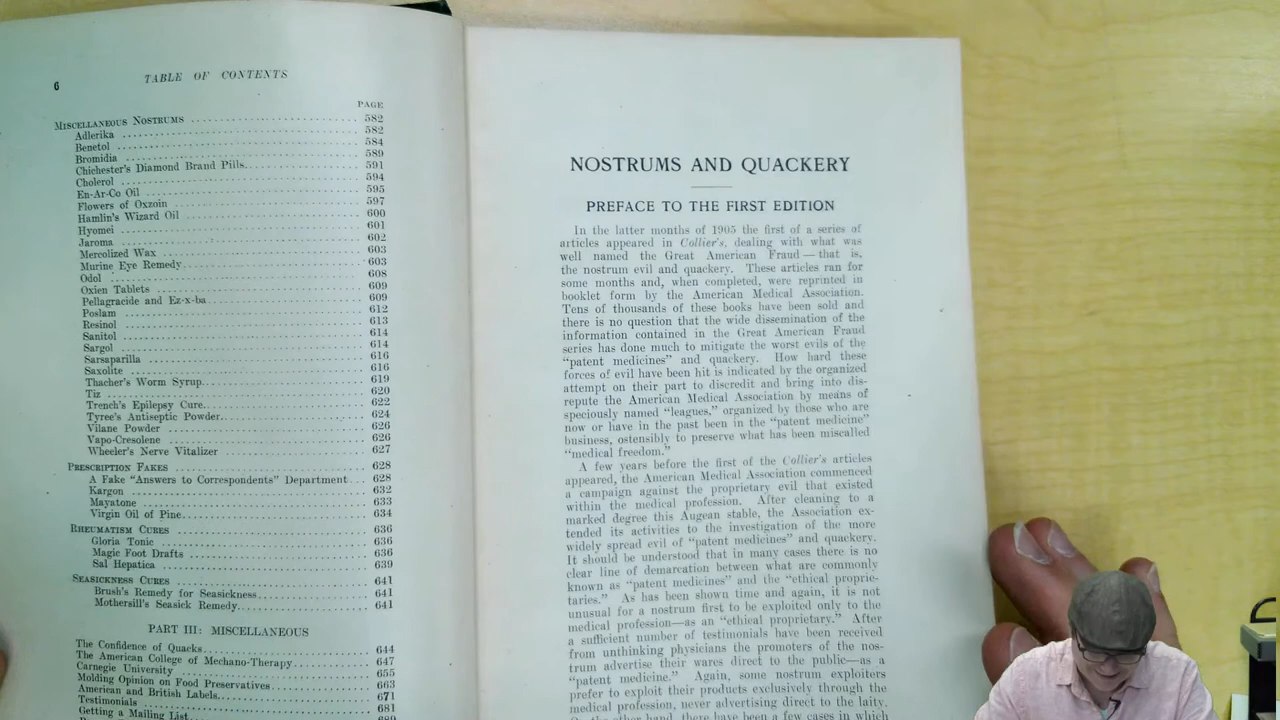 6
TABLE OF CONTENTS
PAGE
MISCELLANEOUS NOSTRUMS 582
Adlerika 582
Benetol 584
Bromidia 589
Chichester's Diamond Brand Pills 591
Cholerol 594
En-Ar-Co Oil 595
Flowers of Oxzoin 597
Hamlin's Wizard Oil 600
Hyomei 601
Jaroma 602
Mercolized Wax 603
Murine Eye Remedy 603
Odol 608
Oxien Tablets 609
Pellagracide and Ez-x-ba 609
Poslam 612
Resinol 613
Sanitol 614
Sargol 614
Sarsaparilla 616
Saxolite 616
Thacher's Worm Syrup 619
Tiz 620
Trench's Epilepsy Cure 622
Tyree's Antiseptic Powder 624
Vilane Powder 626
Vapo-Cresolene 626
Wheeler's Nerve Vitalizer 627
PRESCRIPTION FAKES 628
A Fake "Answers to Correspondents" Department 628
Kargon 632
Mayatone 633
Virgin Oil of Pine 634
RHEUMATISM CURES 636
Gloria Tonic 636
Magic Foot Drafts 636
Sal Hepatica 639
SEASICKNESS CURES 641
Brush's Remedy for Seasickness 641
Mothersill's Seasick Remedy 641
PART III: MISCELLANEOUS
The Confidence of Quacks 644
The American College of Mechano-Therapy 647
Carnegie University 655
Molding Opinion on Food Preservatives 663
American and British Labels 671
Testimonials 681
Getting a Mailing List
NOSTRUMS AND QUACKERY
PREFACE TO THE FIRST EDITION
In the latter months of 1905 the first of a series of
articles appeared in Collier's, dealing with what was
well named the Great American Fraud—that is,
the nostrum evil and quackery. These articles ran for
some months and, when completed, were reprinted in
booklet form by the American Medical Association.
Tens of thousands of these books have been sold and
there is no question that the wide dissemination of the
information contained in the Great American Fraud
series has done much to mitigate the worst evils of the
"patent medicines" and quackery. How hard these
forces of evil have been hit is indicated by the organized
attempt on their part to discredit and bring into dis-
repute the American Medical Association by means of
speciously named "leagues," organized by those who are
now or have in the past been in the "patent medicine"
business, ostensibly to preserve what has been miscalled
"medical freedom."
A few years before the first of the Collier's articles
appeared, the American Medical Association commenced
a campaign against the proprietary evil that existed
within the medical profession. After cleaning to a
marked degree this Augean stable, the Association ex-
tended its activities to the investigation of the more
widely spread evil of "patent medicines" and quackery.
It should be understood that in many cases there is no
clear line of demarcation between what are commonly
known as "patent medicines" and the "ethical proprie-
taries." As has been shown time and again, it is not
unusual for a nostrum first to be exploited only to the
medical profession—as an "ethical proprietary." After
a sufficient number of testimonials have been received
from unthinking physicians the promoters of the nos-
trum advertise their wares direct to the public—as a
"patent medicine." Again, some nostrum exploiters
prefer to exploit their products exclusively through the
medical profession, never advertising direct to the laity.
On the other hand, there have been a few cases in which